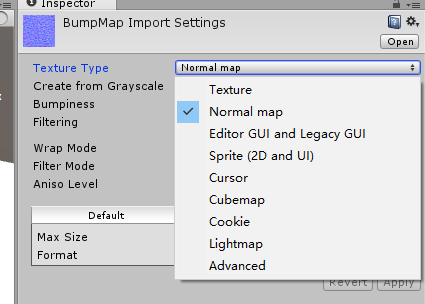 Inspector
BumpMap Import Settings
Open
Texture Type
Normal map
Create from Grayscale
Bumpiness
Filtering
Wrap Mode
Filter Mode
Aniso Level
Texture
Normal map
Editor GUI and Legacy GUI
Sprite (2D and UI)
Cursor
Cubemap
Cookie
Lightmap
Advanced
Default
Max Size
Format
Revert
Apply